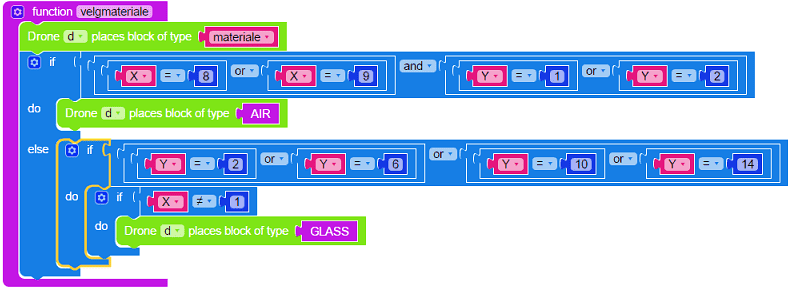 function velgmateriale
Drone d places block of type materiale
if X = 8 or X = 9 and Y = 1 or Y = 2
do Drone d places block of type AIR
else if Y = 2 or Y = 6 or Y = 10 or Y = 14
do if X ≠ 1
do Drone d places block of type GLASS